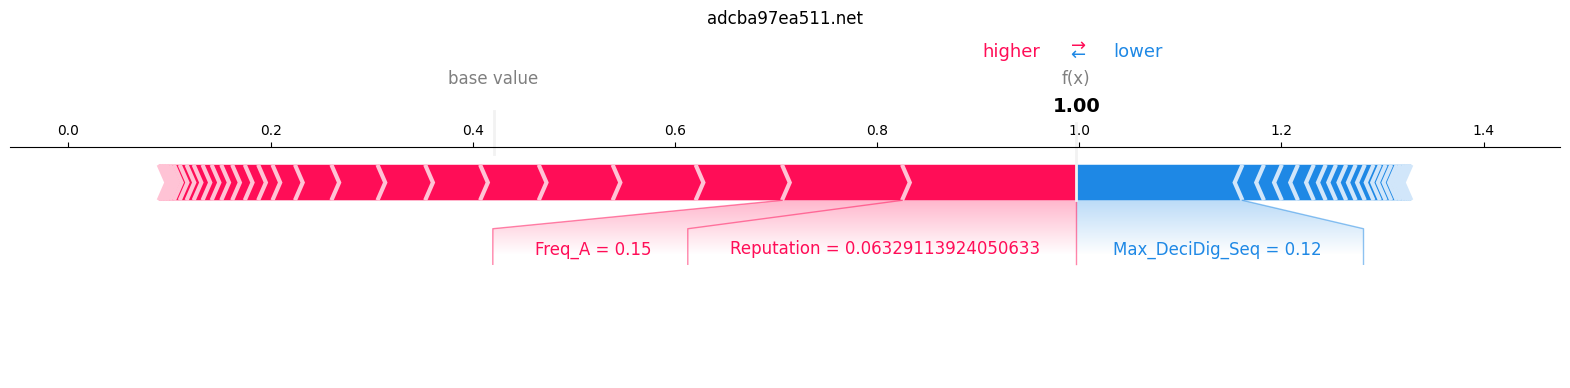 adcba97ea511.net
higher ⇄ lower
base value f(x)
1.00
0.0 0.2 0.4 0.6 0.8 1.0 1.2 1.4
Freq_A = 0.15 Reputation = 0.06329113924050633 Max_DeciDig_Seq = 0.12